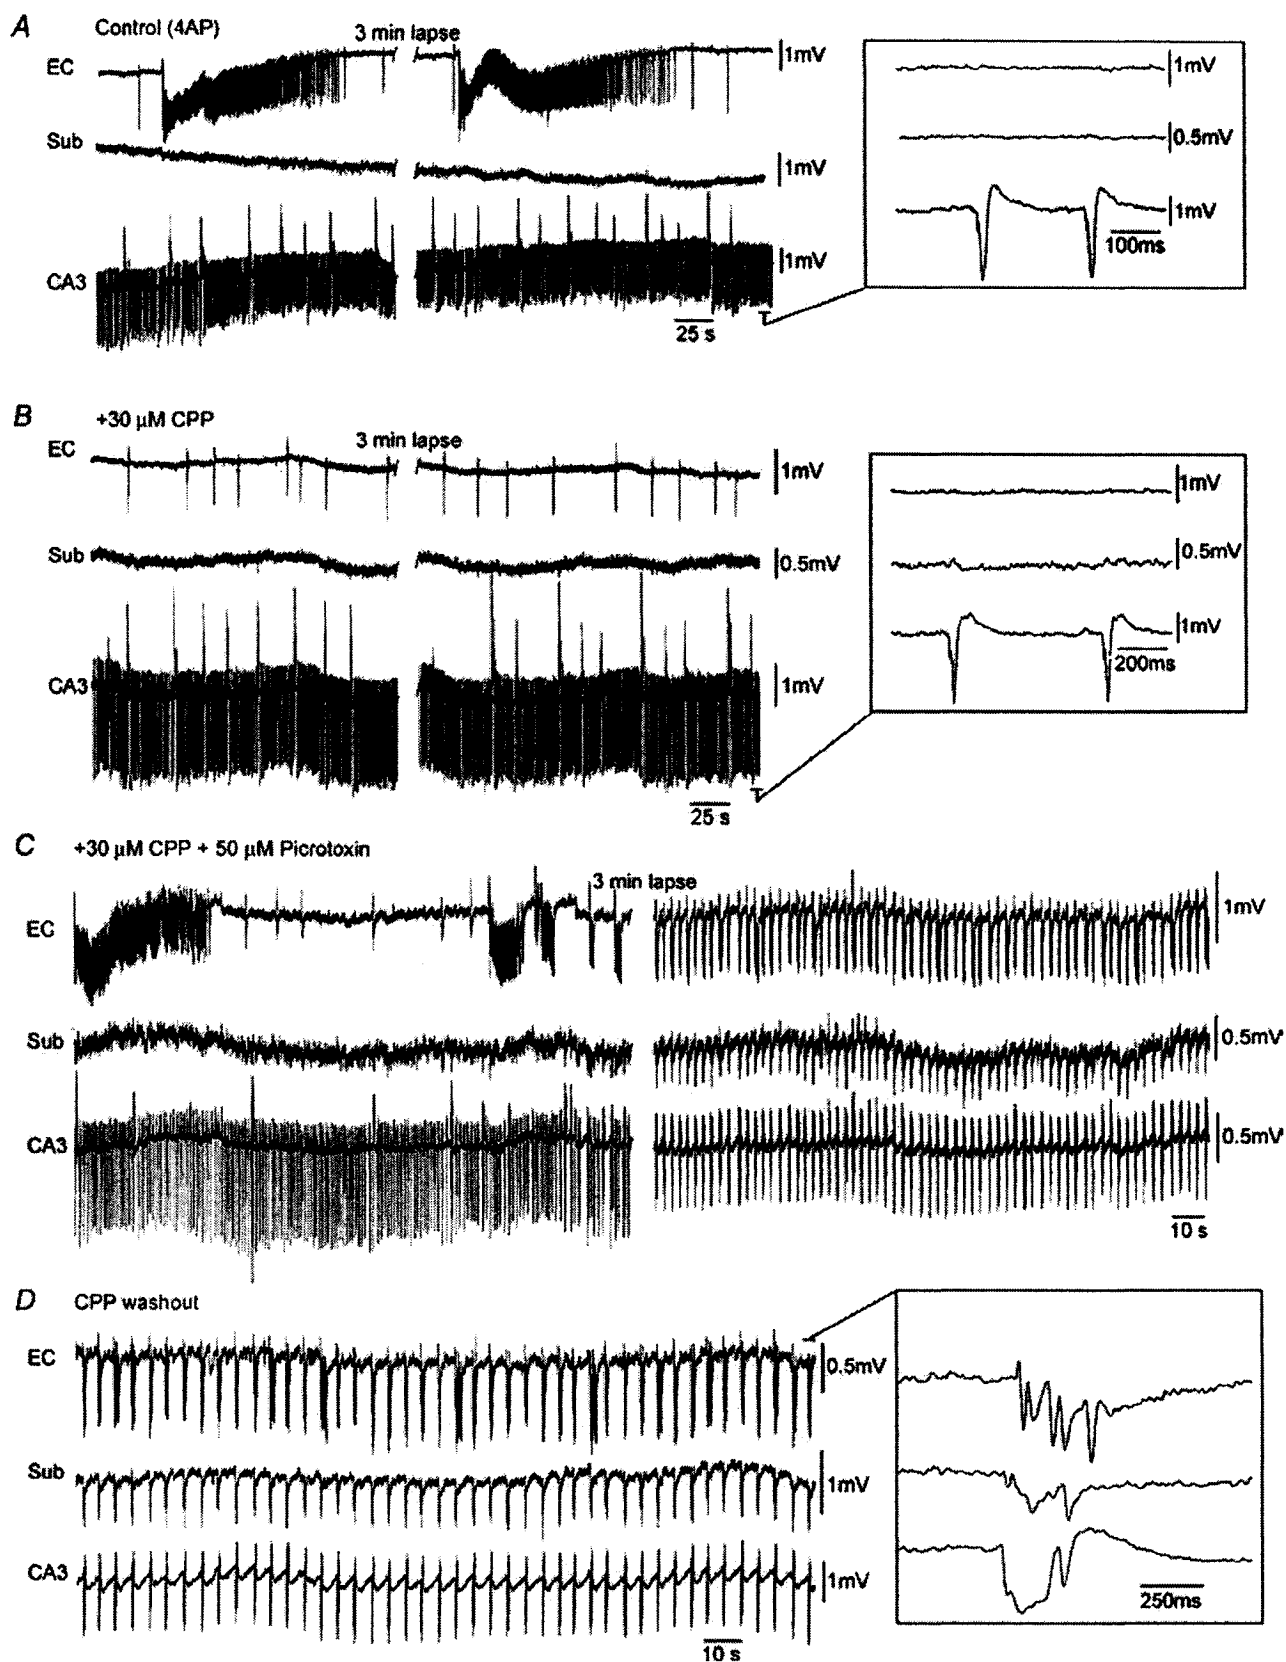 A Control (4AP)
3 min lapse
EC
1mV
Sub
1mV
CA3
1mV
25 s
1mV
0.5mV
1mV
100ms
B +30 µM CPP
3 min lapse
EC
1mV
Sub
0.5mV
CA3
1mV
25 s
1mV
0.5mV
1mV
200ms
C +30 µM CPP + 50 µM Picrotoxin
3 min lapse
EC
1mV
Sub
0.5mV
CA3
0.5mV
10 s
D CPP washout
EC
0.5mV
Sub
1mV
CA3
1mV
10 s
250ms